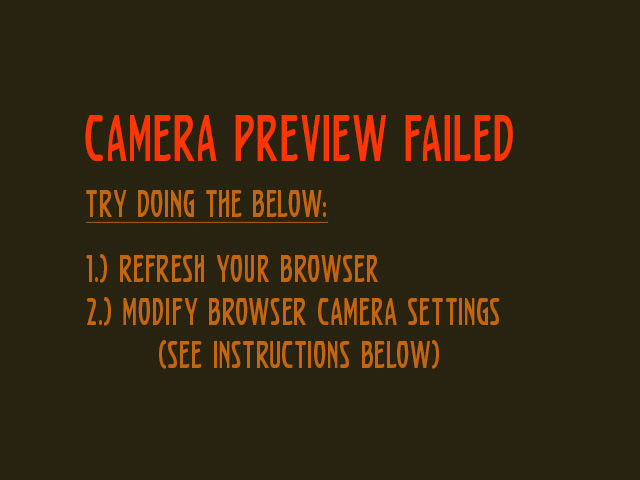 CAMERA PREVIEW FAILED
TRY DOING THE BELOW:
1.) REFRESH YOUR BROWSER
2.) MODIFY BROWSER CAMERA SETTINGS
(SEE INSTRUCTIONS BELOW)